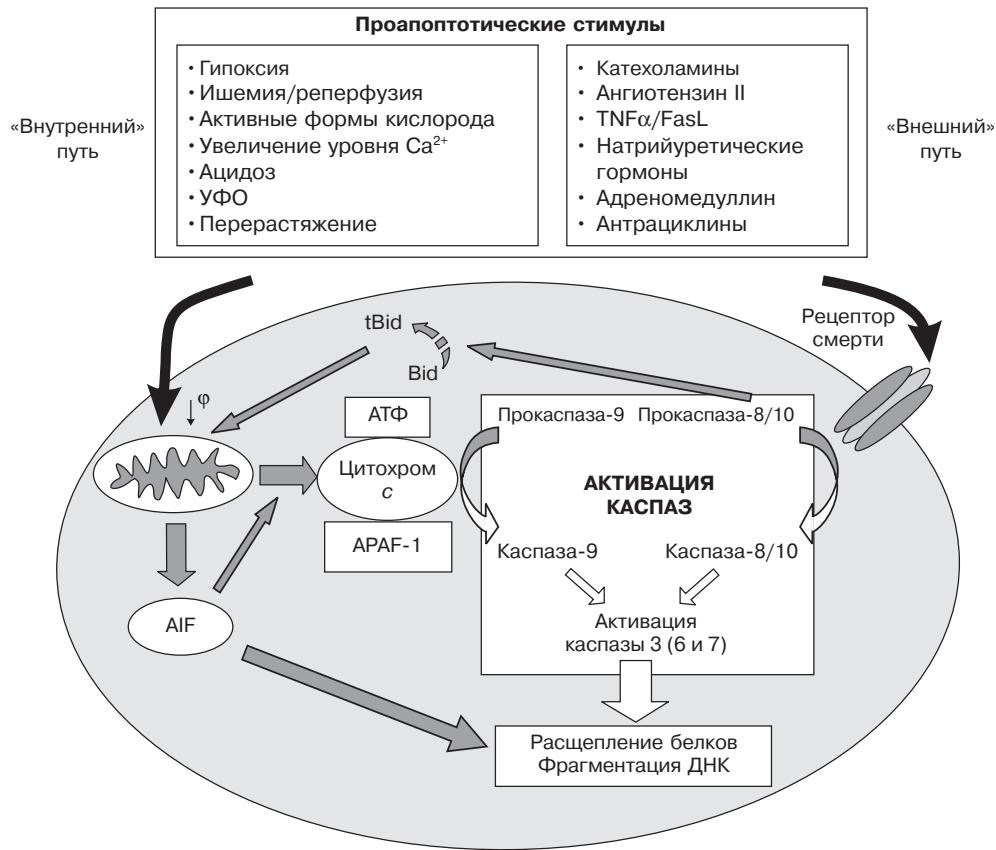 Проапоптотические стимулы
«Внутренний»
путь
• Гипоксия
• Ишемия/реперфузия
• Активные формы кислорода
• Увеличение уровня Ca²⁺
• Ацидоз
• УФО
• Перерастяжение
• Катехоламины
• Ангиотензин II
• TNFα/FasL
• Натрийуретические
гормоны
• Адреномедуллин
• Антрациклины
«Внешний»
путь
Рецептор
смерти
tBid
Bid
↓φ
АТФ
Цитохром
с
APAF-1
AIF
Прокаспаза-9 Прокаспаза-8/10
АКТИВАЦИЯ
КАСПАЗ
Каспаза-9 Каспаза-8/10
Активация
каспазы 3 (6 и 7)
Расщепление белков
Фрагментация ДНК